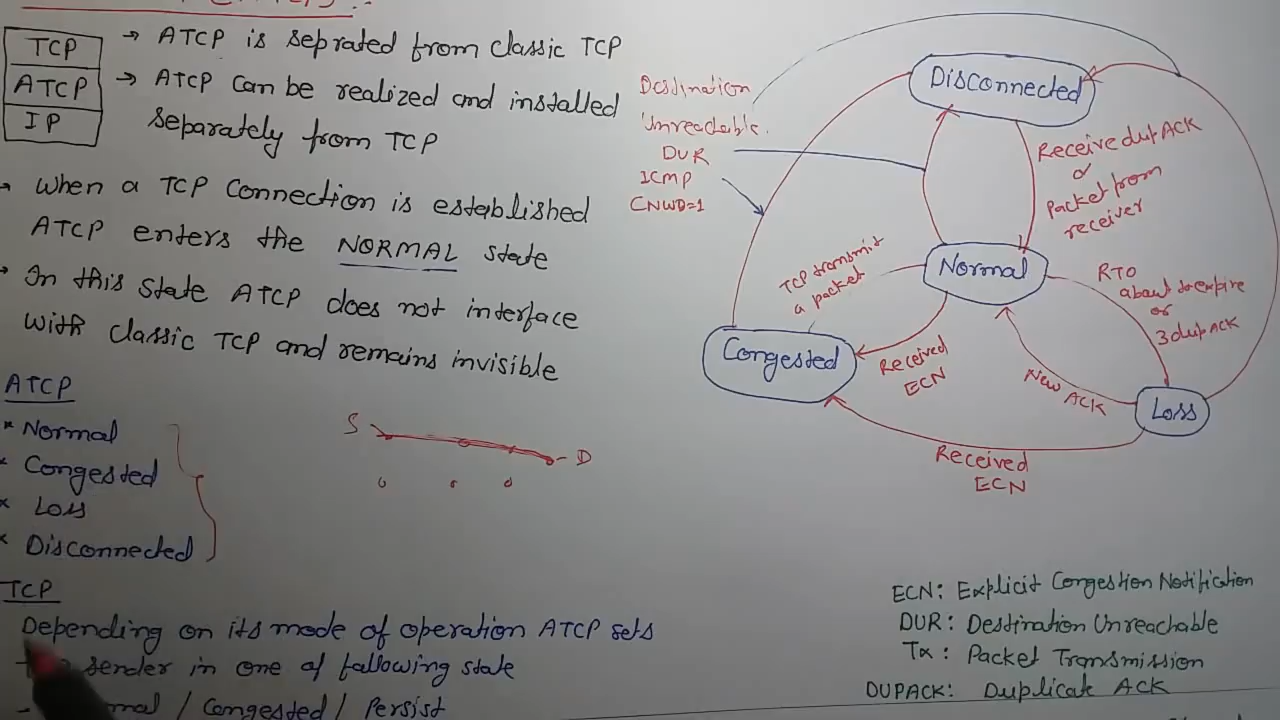 TCP
ATCP
IP
→ ATCP is seprated from classic TCP
→ ATCP can be realized and installed
separately from TCP
→ When a TCP Connection is established
ATCP enters the NORMAL state
In this state ATCP does not interface
with classic TCP and remains invisible
ATCP
* Normal
* Congested
* Loss
* Disconnected
S
D
TCP
Depending on its mode of operation ATCP sets
sender in one of following state
/ Congested / Persist
Destination
Unreachable.
DUR
ICMP
CNWD=1
Disconnected
Receive dup ACK
or
Packet from
receiver
Normal
TCP transmit
a packet
RTO
about to expire
or
3 dup ACK
Congested
Received
ECN
New ACK
Loss
Received
ECN
ECN: Explicit Congestion Notification
DUR: Destination Unreachable
Tx: Packet Transmission
DUPACK: Duplicate ACK